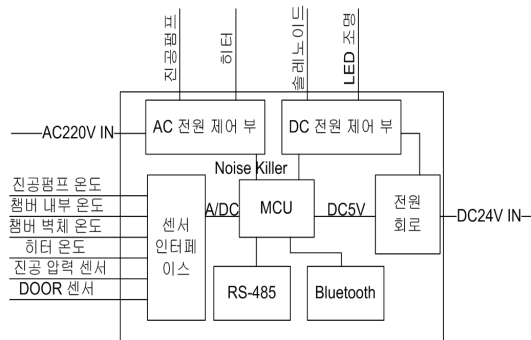 진공펌프
히터
솔레노이드
LED 조명
AC220V IN
AC 전원 제어 부
DC 전원 제어 부
Noise Killer
진공펌프 온도
챔버 내부 온도
챔버 벽체 온도
히터 온도
진공 압력 센서
DOOR 센서
센서
인터페
이스
A/DC
MCU
DC5V
전원
회로
DC24V IN
RS-485
Bluetooth